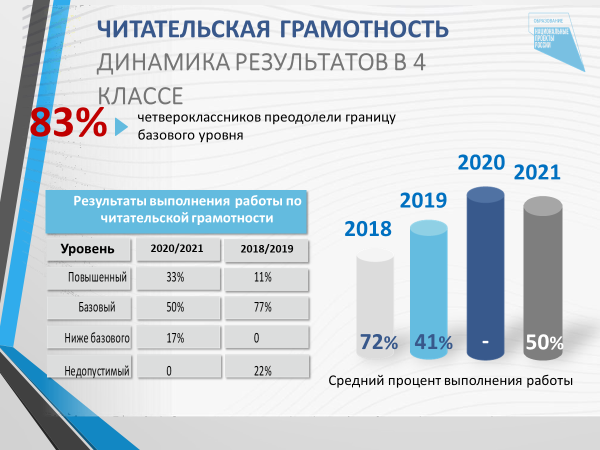 ЧИТАТЕЛЬСКАЯ ГРАМОТНОСТЬ
ДИНАМИКА РЕЗУЛЬТАТОВ В 4
КЛАССЕ
ОБРАЗОВАНИЕ
НАЦИОНАЛЬНЫЕ
ПРОЕКТЫ
РОССИИ
83%
четвероклассников преодолели границу
базового уровня
Результаты выполнения работы по
читательской грамотности
Уровень 2020/2021 2018/2019
Повышенный 33% 11%
Базовый 50% 77%
Ниже базового 17% 0
Недопустимый 0 22%
2018
2019
2020
2021
72% 41% - 50%
Средний процент выполнения работы